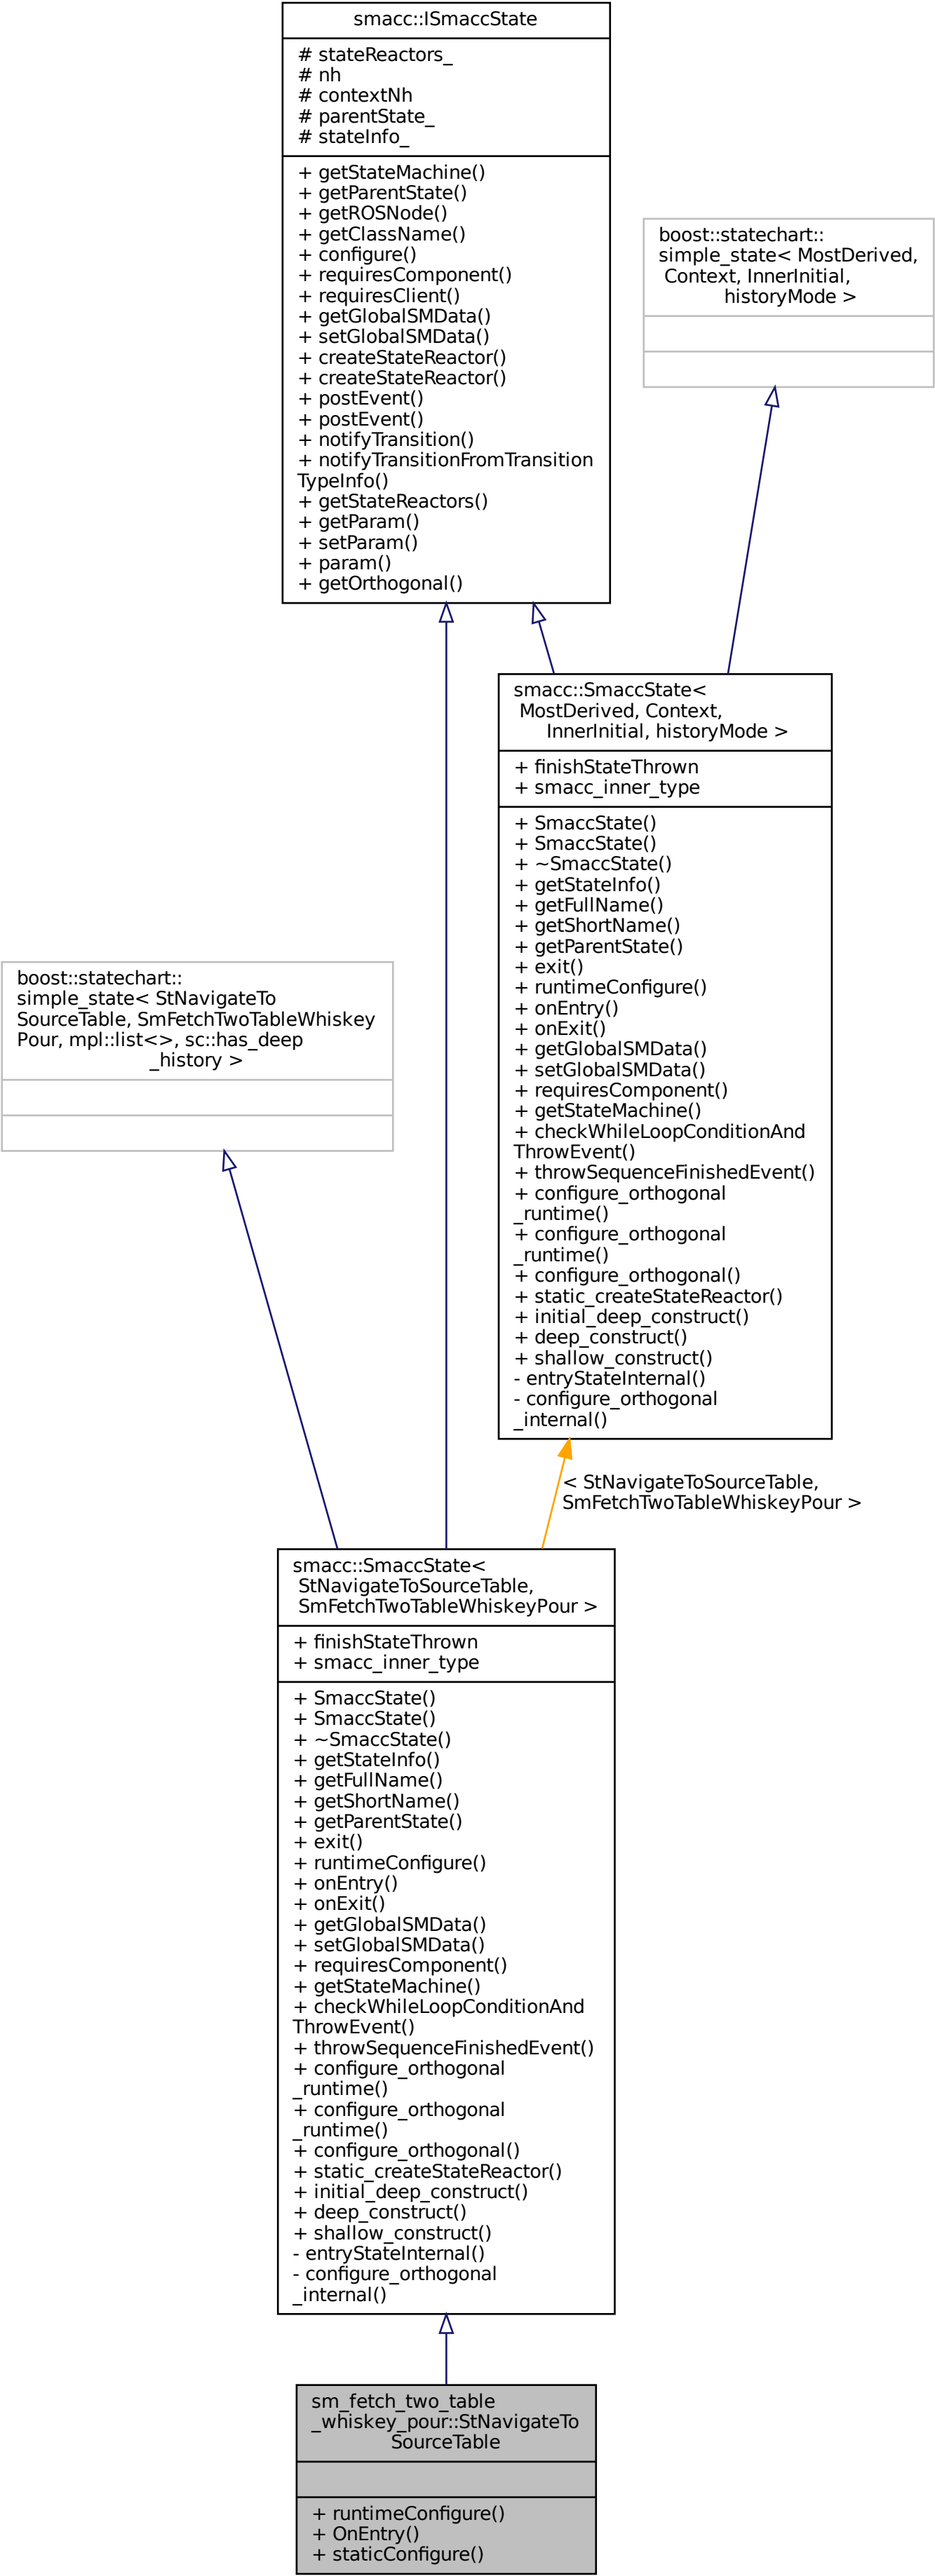 smacc::ISmaccState
# stateReactors_
# nh
# contextNh
# parentState_
# stateInfo_
+ getStateMachine()
+ getParentState()
+ getROSNode()
+ getClassName()
+ configure()
+ requiresComponent()
+ requiresClient()
+ getGlobalSMData()
+ setGlobalSMData()
+ createStateReactor()
+ createStateReactor()
+ postEvent()
+ postEvent()
+ notifyTransition()
+ notifyTransitionFromTransition
TypeInfo()
+ getStateReactors()
+ getParam()
+ setParam()
+ param()
+ getOrthogonal()
boost::statechart::
simple_state< MostDerived,
Context, InnerInitial,
historyMode >
smacc::SmaccState<
MostDerived, Context,
InnerInitial, historyMode >
+ finishStateThrown
+ smacc_inner_type
+ SmaccState()
+ SmaccState()
+ ~SmaccState()
+ getStateInfo()
+ getFullName()
+ getShortName()
+ getParentState()
+ exit()
+ runtimeConfigure()
+ onEntry()
+ onExit()
+ getGlobalSMData()
+ setGlobalSMData()
+ requiresComponent()
+ getStateMachine()
+ checkWhileLoopConditionAnd
ThrowEvent()
+ throwSequenceFinishedEvent()
+ configure_orthogonal
_runtime()
+ configure_orthogonal
_runtime()
+ configure_orthogonal()
+ static_createStateReactor()
+ initial_deep_construct()
+ deep_construct()
+ shallow_construct()
- entryStateInternal()
- configure_orthogonal
_internal()
boost::statechart::
simple_state< StNavigateTo
SourceTable, SmFetchTwoTableWhiskey
Pour, mpl::list<>, sc::has_deep
_history >
< StNavigateToSourceTable,
SmFetchTwoTableWhiskeyPour >
smacc::SmaccState<
StNavigateToSourceTable,
SmFetchTwoTableWhiskeyPour >
+ finishStateThrown
+ smacc_inner_type
+ SmaccState()
+ SmaccState()
+ ~SmaccState()
+ getStateInfo()
+ getFullName()
+ getShortName()
+ getParentState()
+ exit()
+ runtimeConfigure()
+ onEntry()
+ onExit()
+ getGlobalSMData()
+ setGlobalSMData()
+ requiresComponent()
+ getStateMachine()
+ checkWhileLoopConditionAnd
ThrowEvent()
+ throwSequenceFinishedEvent()
+ configure_orthogonal
_runtime()
+ configure_orthogonal
_runtime()
+ configure_orthogonal()
+ static_createStateReactor()
+ initial_deep_construct()
+ deep_construct()
+ shallow_construct()
- entryStateInternal()
- configure_orthogonal
_internal()
sm_fetch_two_table
_whiskey_pour::StNavigateTo
SourceTable
+ runtimeConfigure()
+ OnEntry()
+ staticConfigure()